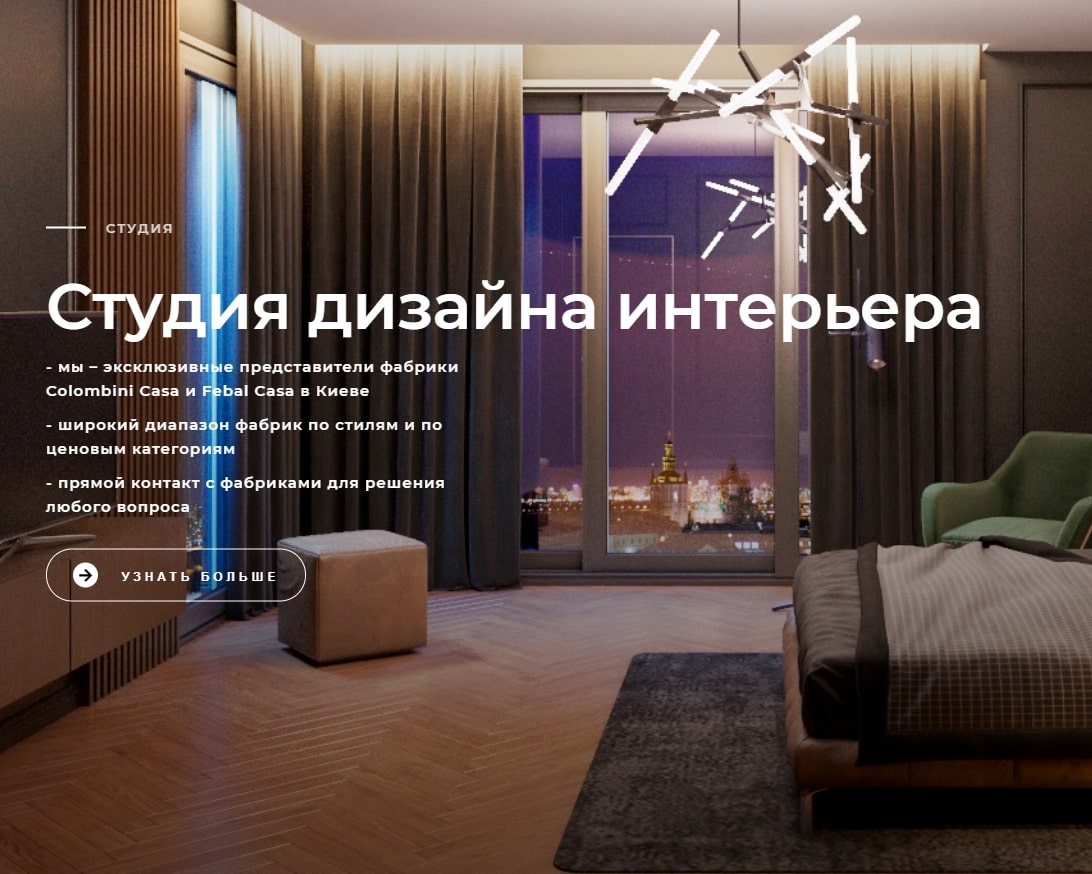 СТУДИЯ
Студия дизайна интерьера
- мы – эксклюзивные представители фабрики
Colombini Casa и Febal Casa в Киеве
- широкий диапазон фабрик по стилям и по
ценовым категориям
- прямой контакт с фабриками для решения
любого вопроса
УЗНАТЬ БОЛЬШЕ